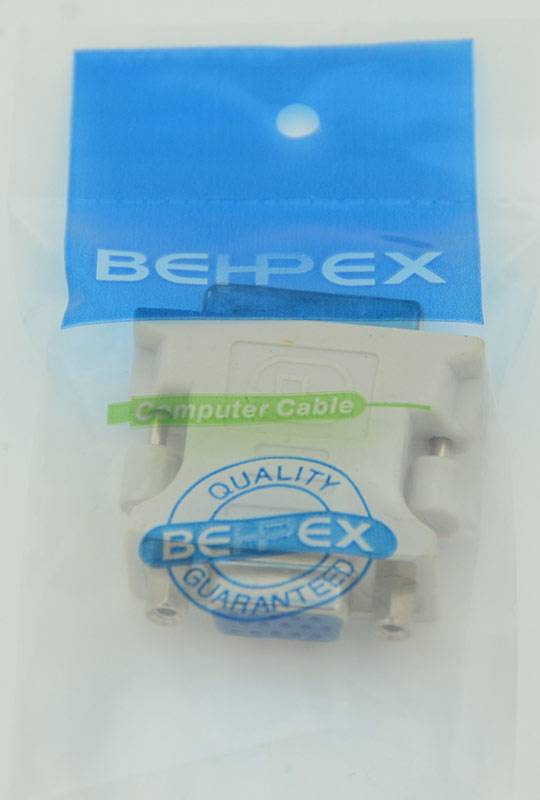 BEHPEX
Computer Cable
QUALITY
BEHPEX
GUARANTEED